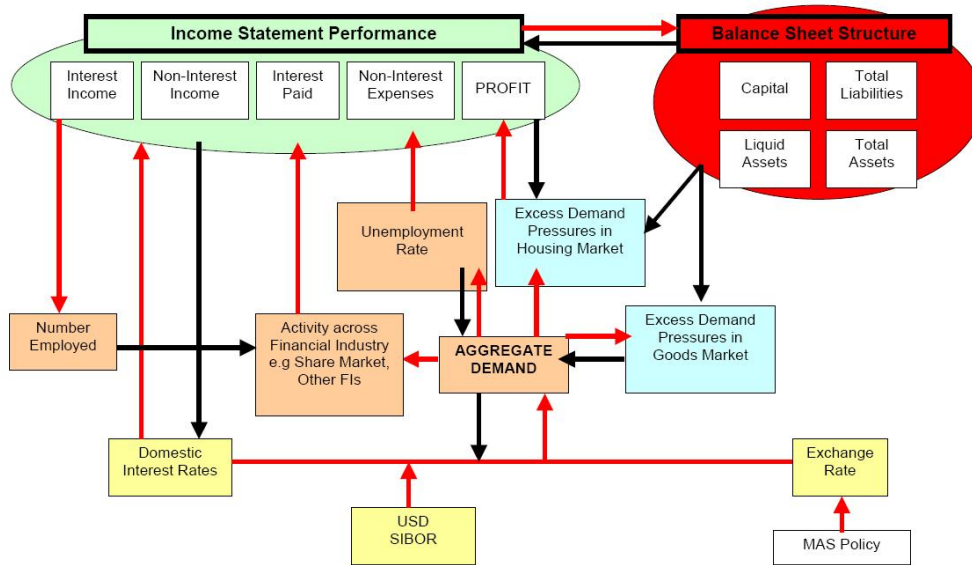 Income Statement Performance
Balance Sheet Structure
Interest
Income
Non-Interest
Income
Interest
Paid
Non-Interest
Expenses
PROFIT
Capital
Total
Liabilities
Liquid
Assets
Total
Assets
Unemployment
Rate
Excess Demand
Pressures in
Housing Market
Number
Employed
Activity across
Financial Industry
e.g Share Market,
Other FIs
AGGREGATE
DEMAND
Excess Demand
Pressures in
Goods Market
Domestic
Interest Rates
Exchange
Rate
USD
SIBOR
MAS Policy